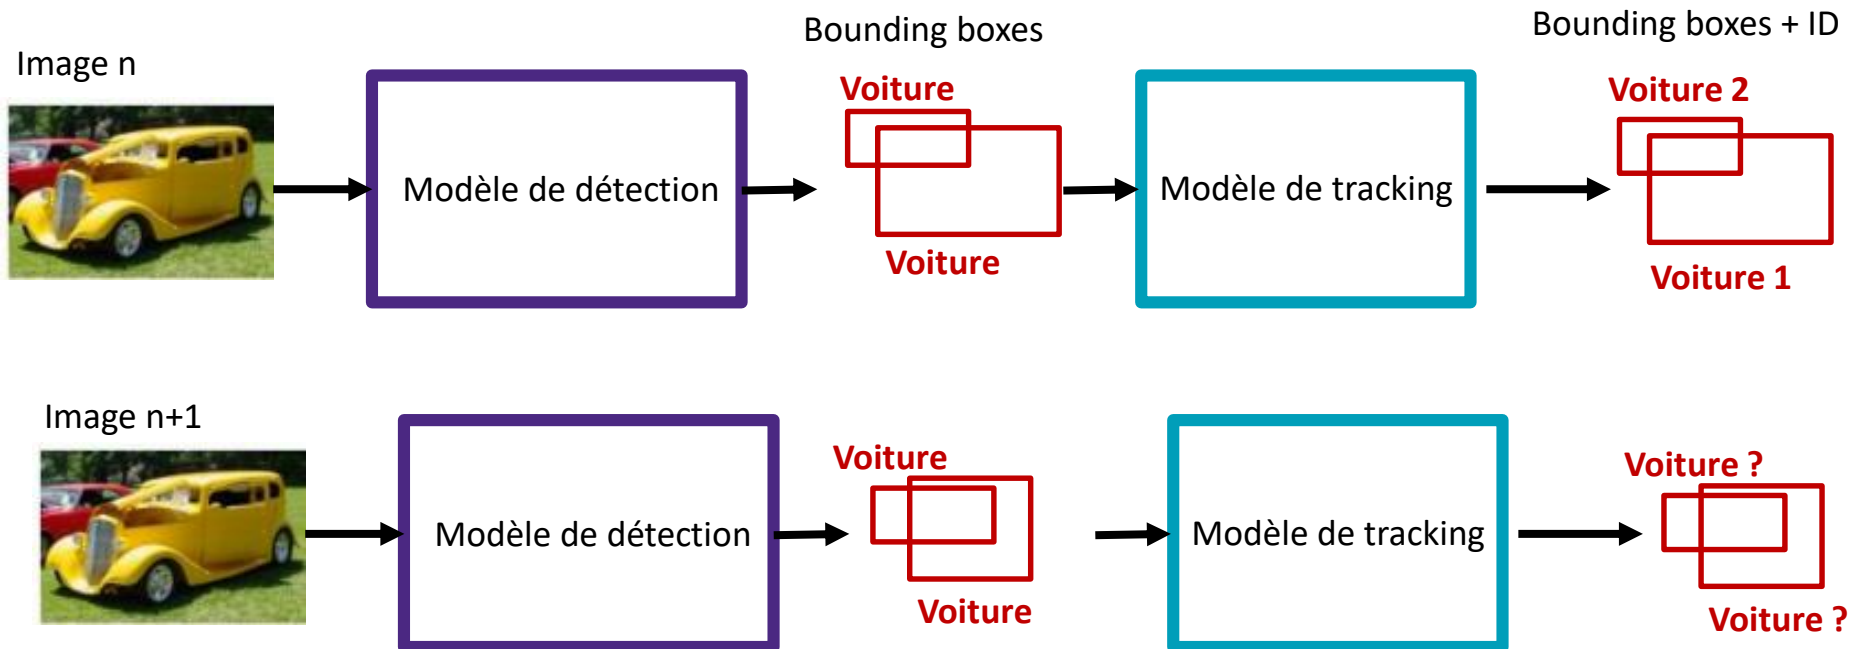 Image n
Bounding boxes
Bounding boxes + ID
Voiture
Voiture 2
Modèle de détection
Modèle de tracking
Voiture
Voiture 1
Image n+1
Voiture
Voiture ?
Modèle de détection
Modèle de tracking
Voiture
Voiture ?